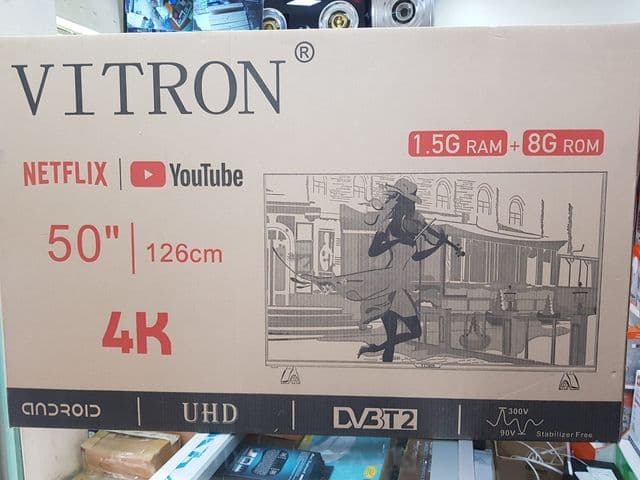 VITRON®
1.5G RAM + 8G ROM
NETFLIX | YouTube
50" | 126cm
4K
ANDROID | UHD | DVBT2 | 300V
90V Stabilizer Free